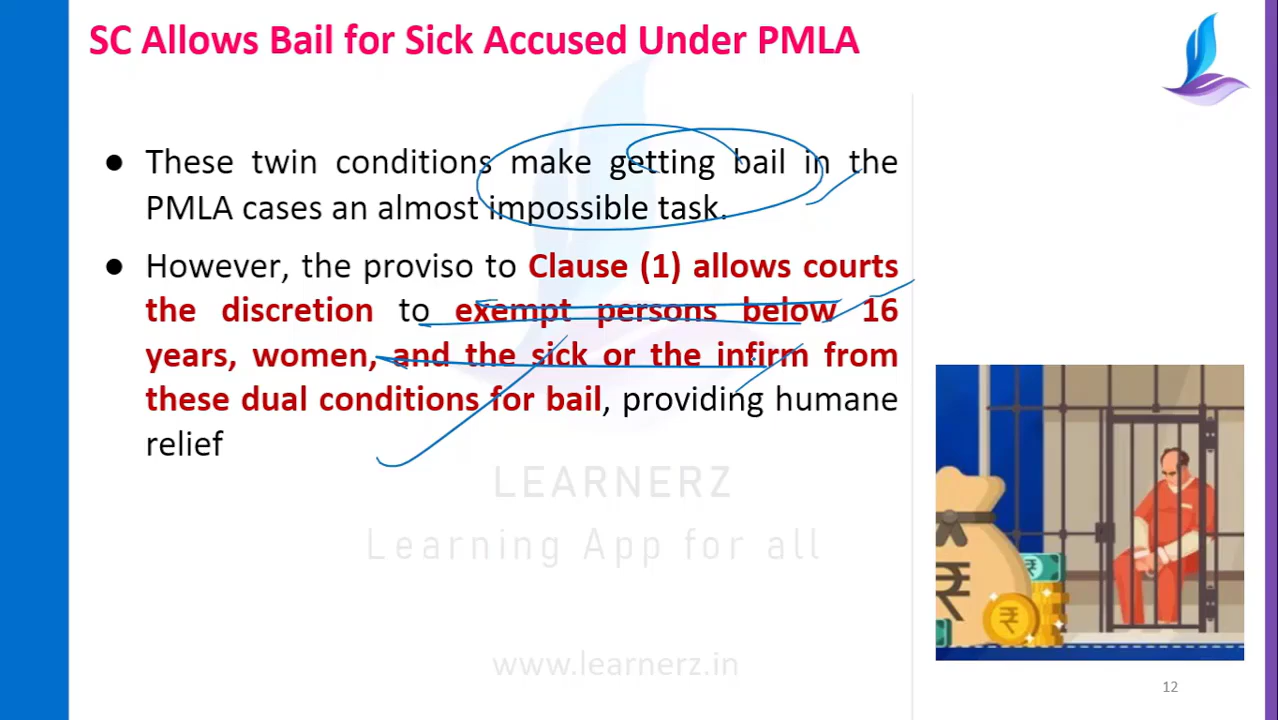 SC Allows Bail for Sick Accused Under PMLA
● These twin conditions make getting bail in the
PMLA cases an almost impossible task.
● However, the proviso to Clause (1) allows courts
the discretion to exempt persons below 16
years, women, and the sick or the infirm from
these dual conditions for bail, providing humane
relief
LEARNERZ
Learning App for all
www.learnerz.in
12